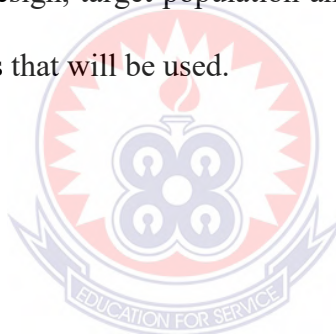 design, target population an
s that will be used.
EDUCATION FOR SERVICE